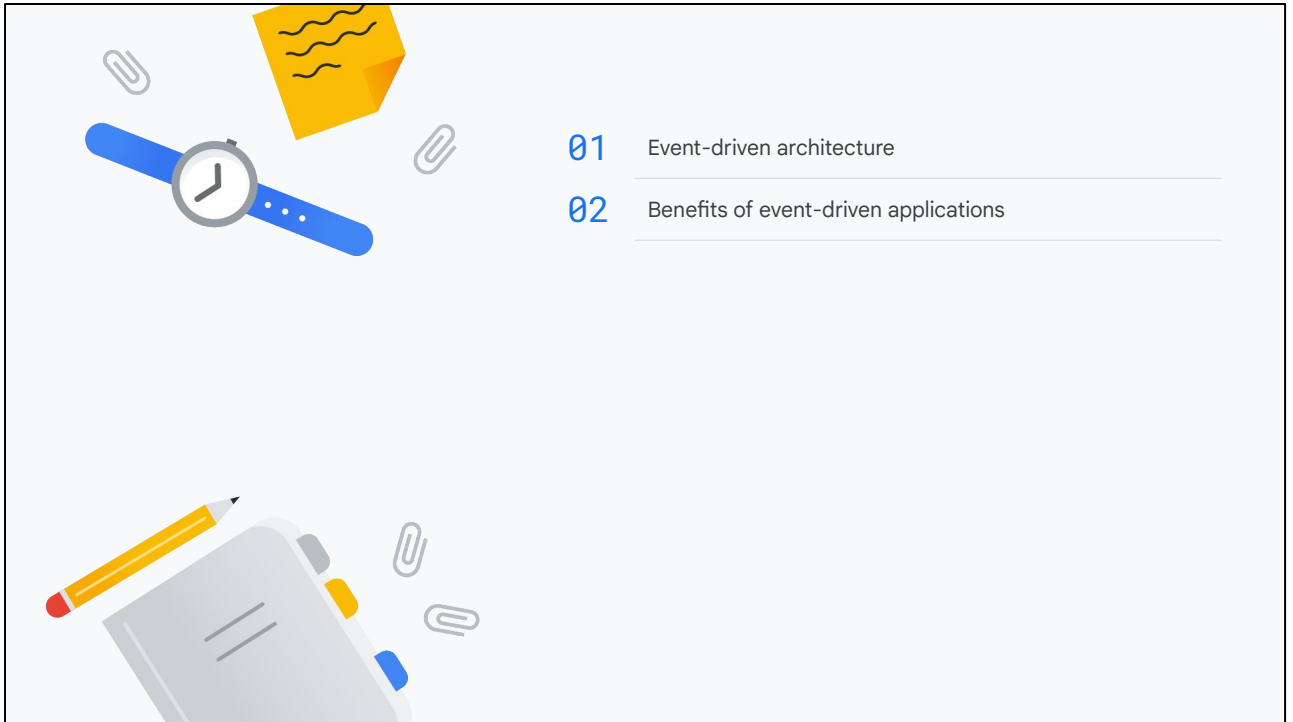 01 Event-driven architecture
02 Benefits of event-driven applications